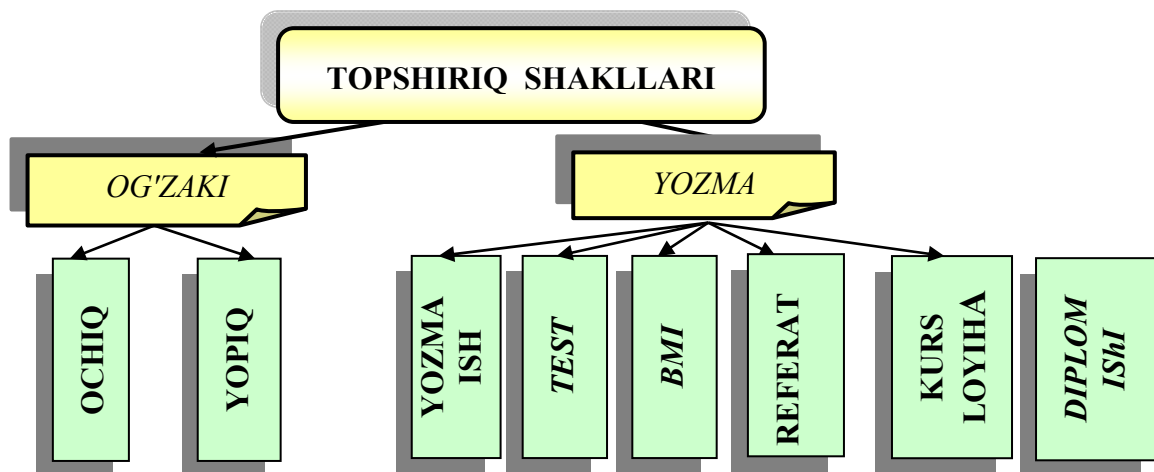 TOPSHIRIQ SHAKLLARI
OG'ZAKI
YOZMA
OCHIQ
YOPIQ
YOZMA
ISH
TEST
BMI
REFERAT
KURS
LOYIHA
DIPLOM
IShI